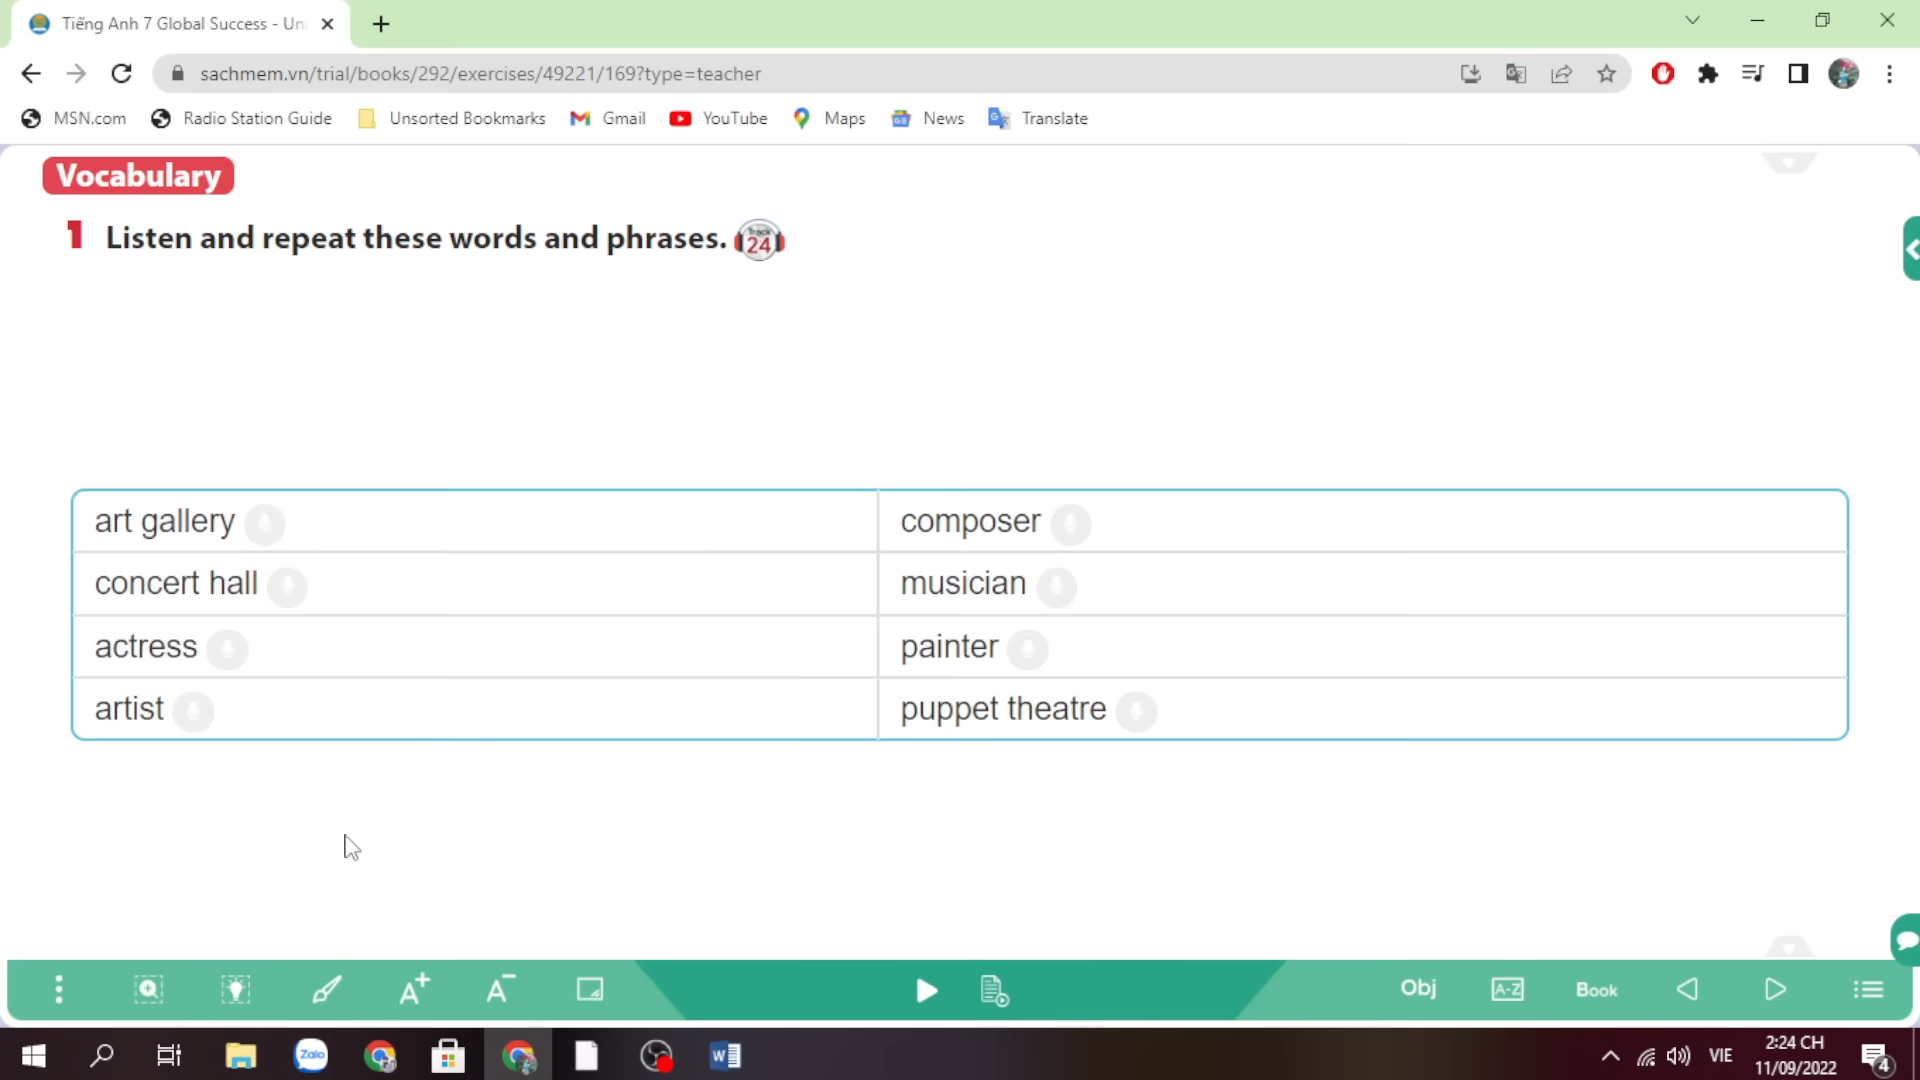 Tiếng Anh 7 Global Success - Uni
sachmem.vn/trial/books/292/exercises/49221/169?type=teacher
MSN.com Radio Station Guide Unsorted Bookmarks Gmail YouTube Maps News Translate
Vocabulary
1 Listen and repeat these words and phrases. Track 24
art gallery composer
concert hall musician
actress painter
artist puppet theatre
A+ A- Obj A-Z Book
Zalo W VIE 2:24 CH
11/09/2022 4